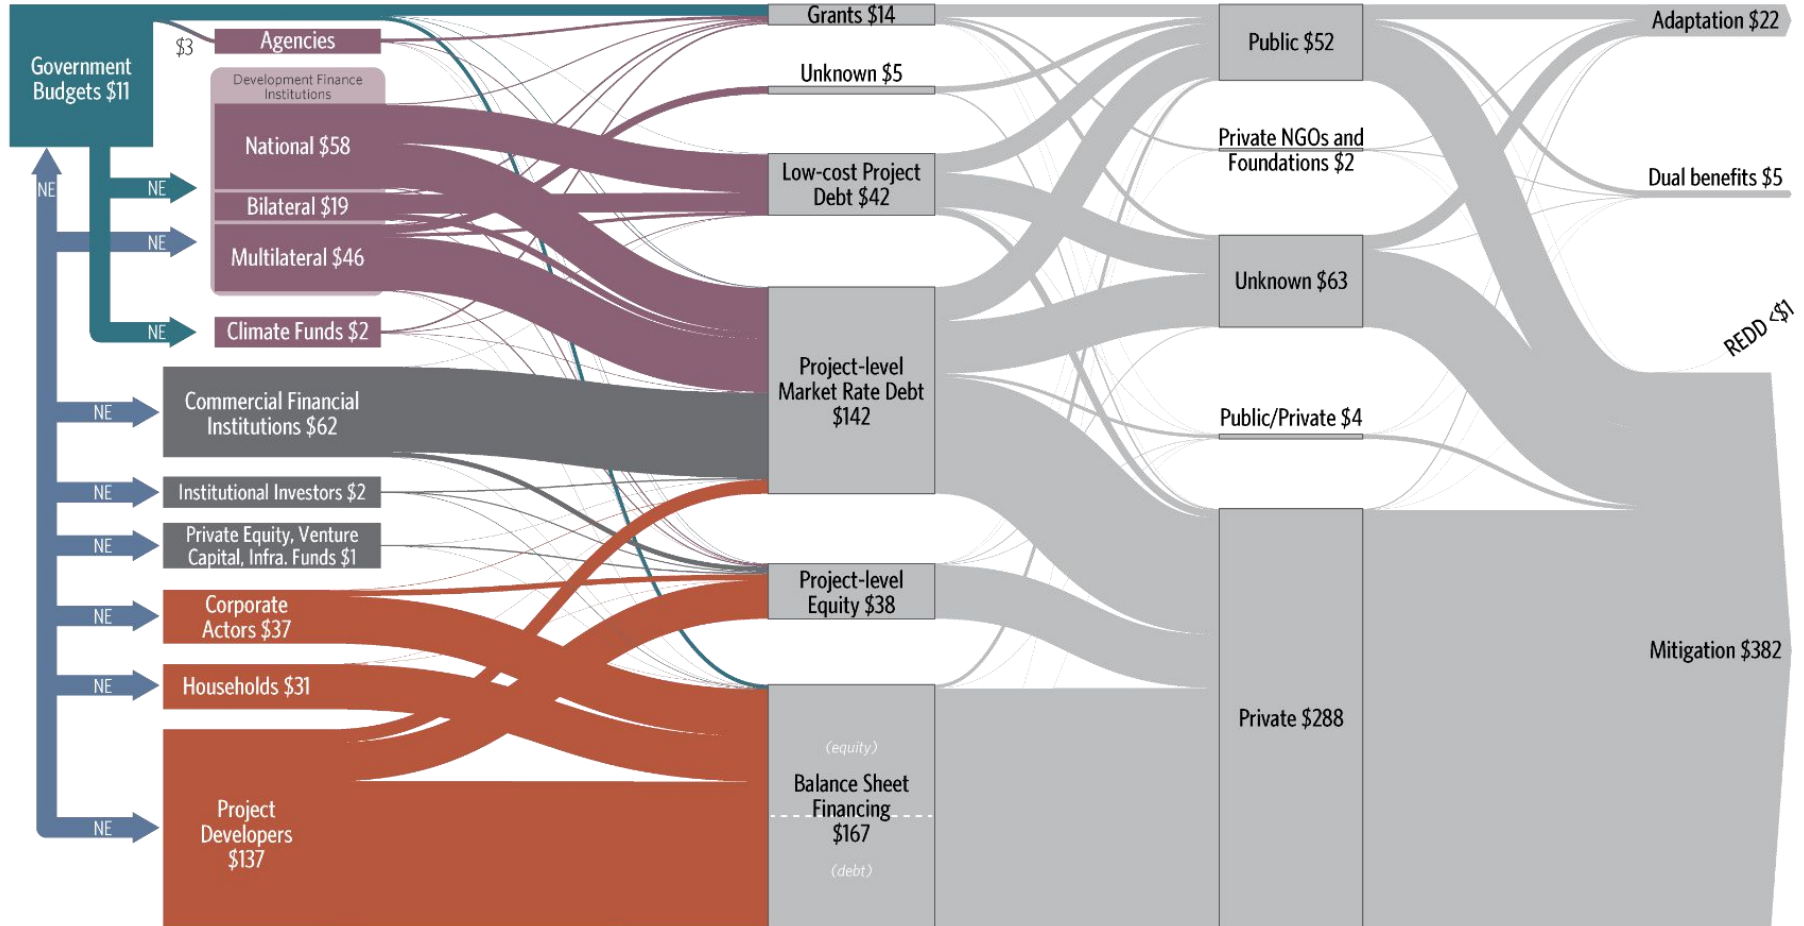 Government
Budgets $11
$3
Agencies
Development Finance
Institutions
National $58
Bilateral $19
Multilateral $46
Climate Funds $2
NE
NE
NE
NE
Commercial Financial
Institutions $62
NE
Institutional Investors $2
NE
Private Equity, Venture
Capital, Infra. Funds $1
NE
Corporate
Actors $37
NE
Households $31
NE
Project
Developers
$137
NE
Grants $14
Unknown $5
Low-cost Project
Debt $42
Project-level
Market Rate Debt
$142
Project-level
Equity $38
(equity)
Balance Sheet
Financing
$167
(debt)
Public $52
Private NGOs and
Foundations $2
Unknown $63
Public/Private $4
Private $288
Adaptation $22
Dual benefits $5
REDD <$1
Mitigation $382